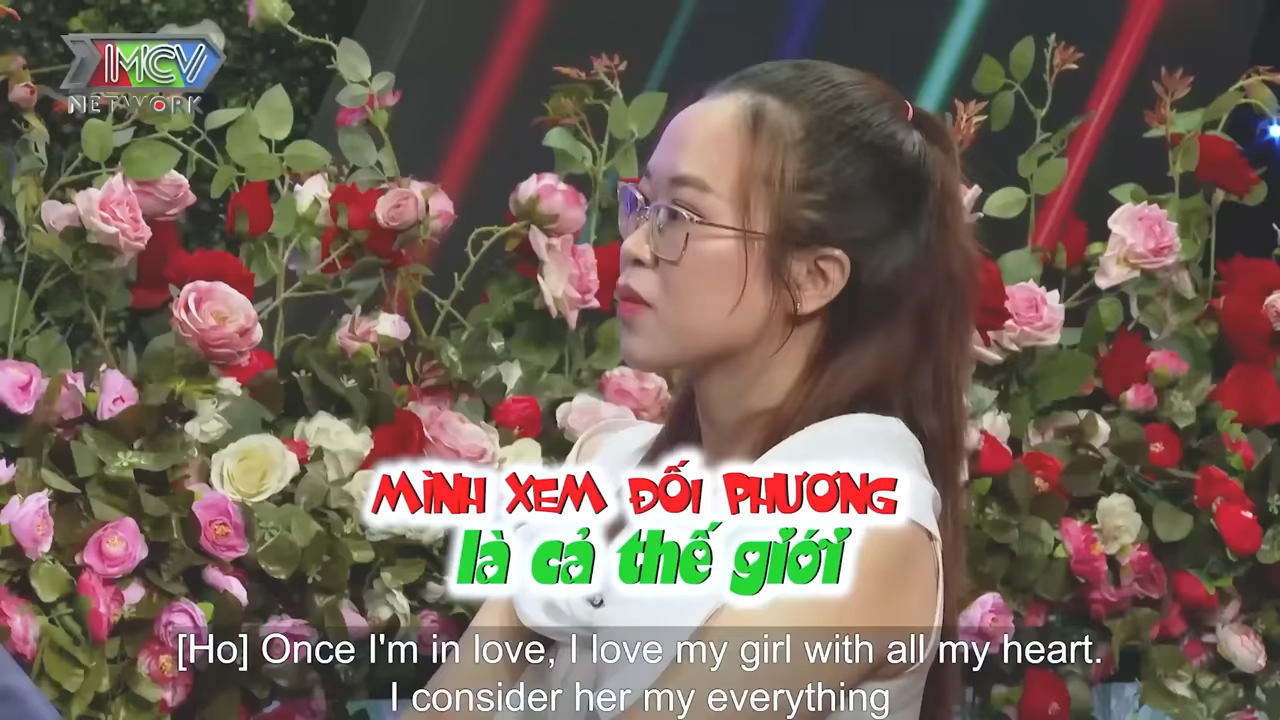 MCV
NETWORK
MÌNH XEM ĐỐI PHƯƠNG
là cả thế giới
[Ho] Once I'm in love, I love my girl with all my heart.
I consider her my everything